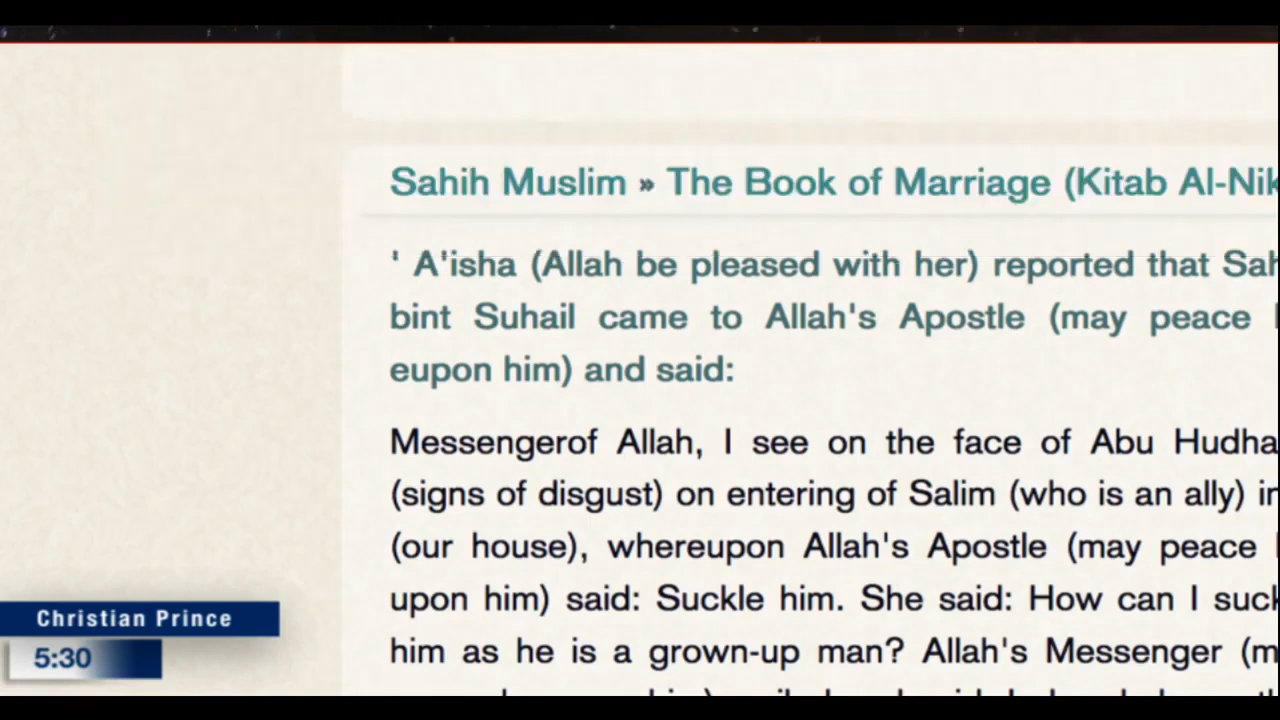 Sahih Muslim » The Book of Marriage (Kitab Al-Nik
' A'isha (Allah be pleased with her) reported that Sah
bint Suhail came to Allah's Apostle (may peace
eupon him) and said:
Messengerof Allah, I see on the face of Abu Hudha
(signs of disgust) on entering of Salim (who is an ally) in
(our house), whereupon Allah's Apostle (may peace
upon him) said: Suckle him. She said: How can I suck
him as he is a grown-up man? Allah's Messenger (m
Christian Prince
5:30